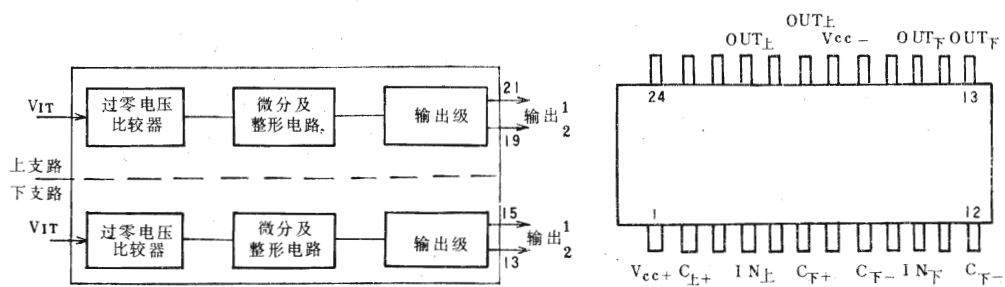 21
VIT
过零电压
比较器
微分及
整形电路
输出级
输出 1
2
19
上支路
下支路
15
VIT
过零电压
比较器
微分及
整形电路
输出级
输出 1
2
13
OUT上
OUT上 Vcc- OUT下 OUT下
24 13
1 12
Vcc+ C上+ IN上 C下+ C下- IN下 C下-